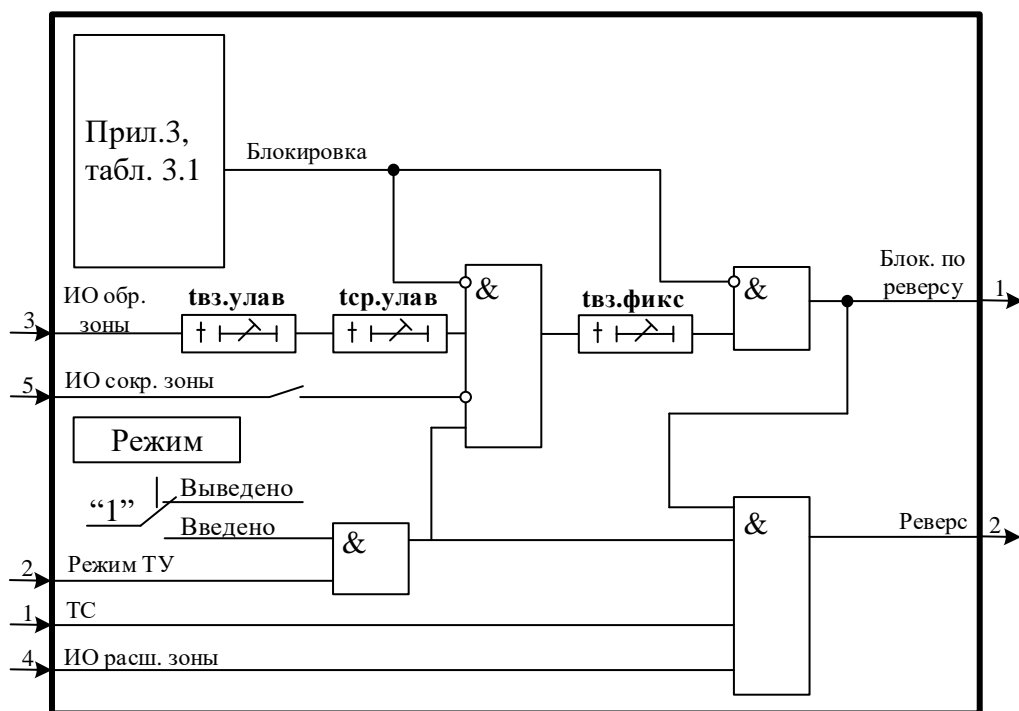 Прил.3,
табл. 3.1
Блокировка
ИО обр.
зоны
tвз.улав
tср.улав
&
tвз.фикс
&
Блок. по
реверсу
1
3
5
ИО сокр. зоны
Режим
“1”
Выведено
Введено
&
&
Реверс
2
2
Режим ТУ
1
ТС
4
ИО расш. зоны